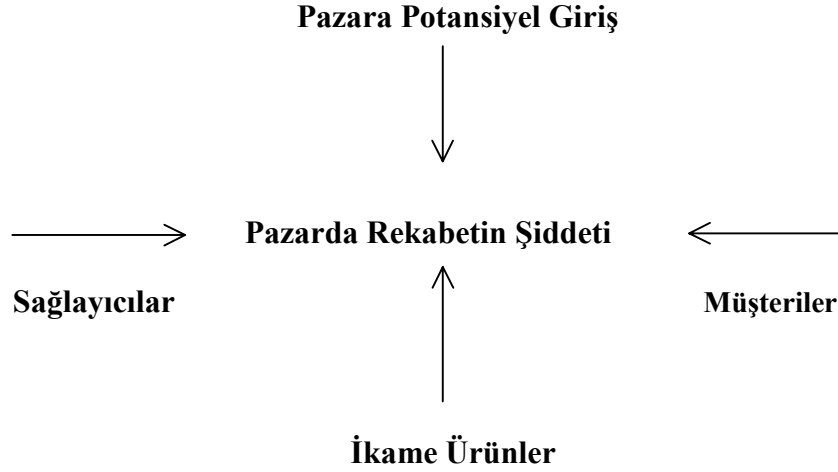 Pazara Potansiyel Giriş
Pazarda Rekabetin Şiddeti
Sağlayıcılar
Müşteriler
İkame Ürünler